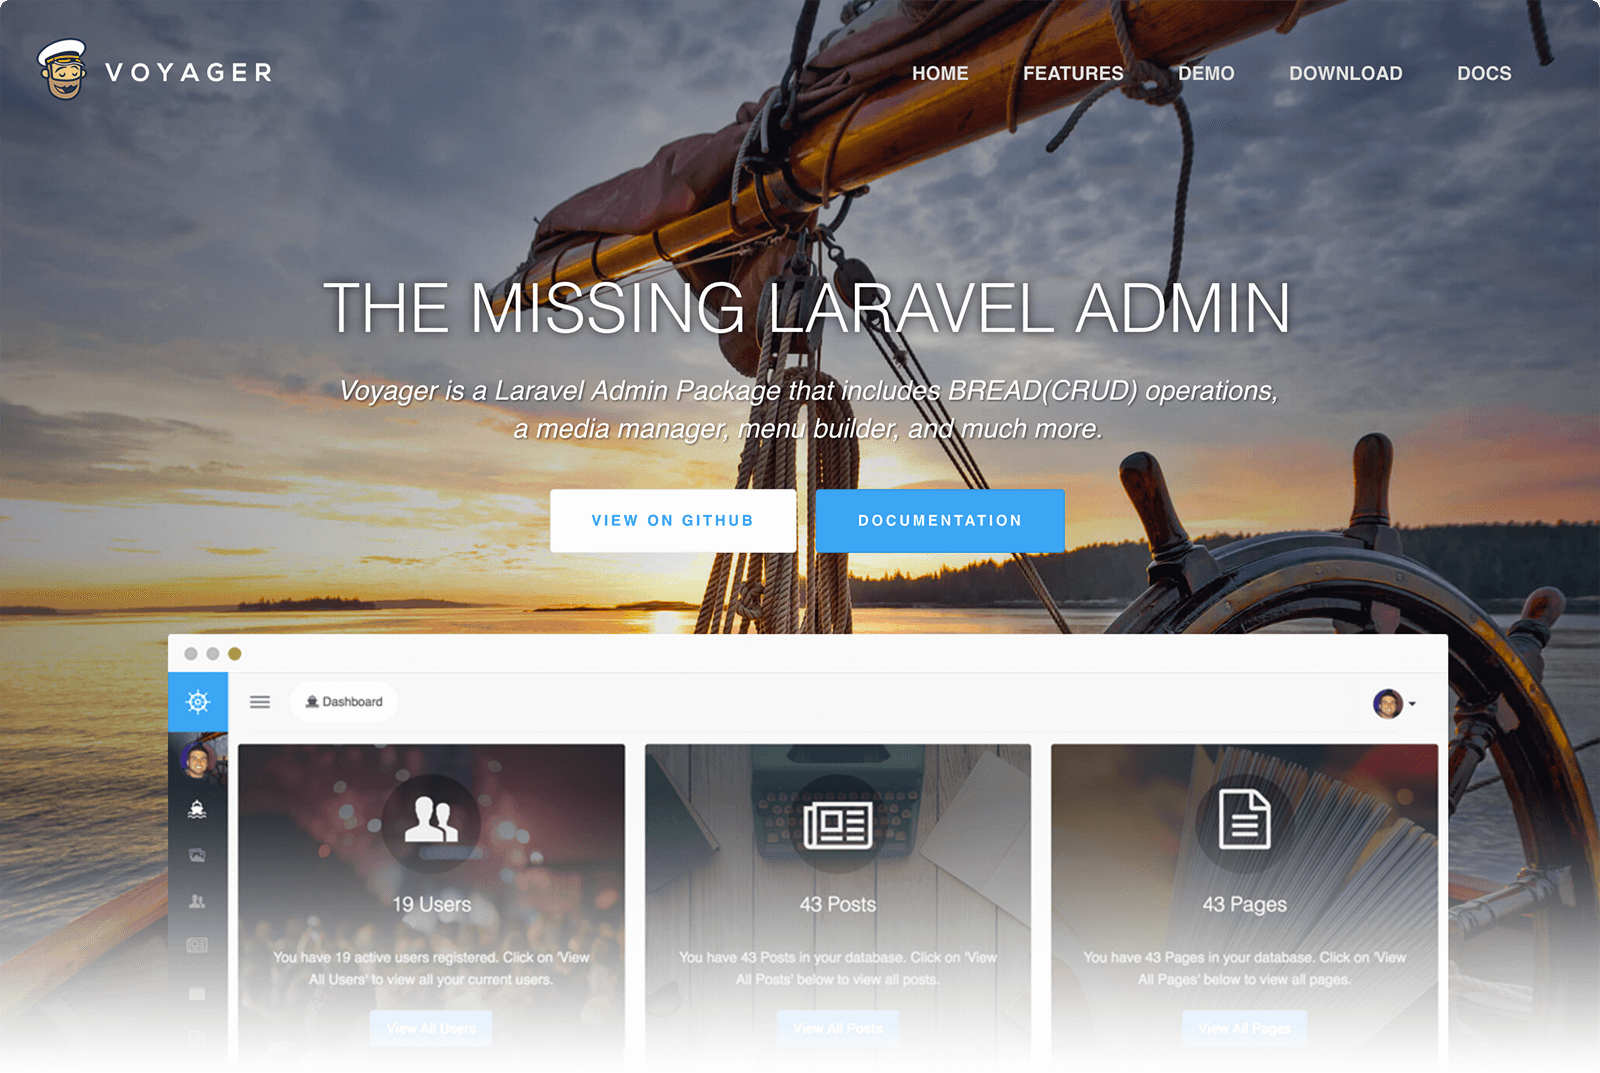 VOYAGER
HOME FEATURES DEMO DOWNLOAD DOCS
THE MISSING LARAVEL ADMIN
Voyager is a Laravel Admin Package that includes BREAD(CRUD) operations,
a media manager, menu builder, and much more.
VIEW ON GITHUB DOCUMENTATION
Dashboard
19 Users
You have 19 active users registered. Click on 'View
All Users' to view all your current users.
View All Users
43 Posts
You have 43 Posts in your database. Click on 'View
All Posts' below to view all posts.
View All Posts
43 Pages
You have 43 Pages in your database. Click on 'View
All Pages' below to view all pages.
View All Pages